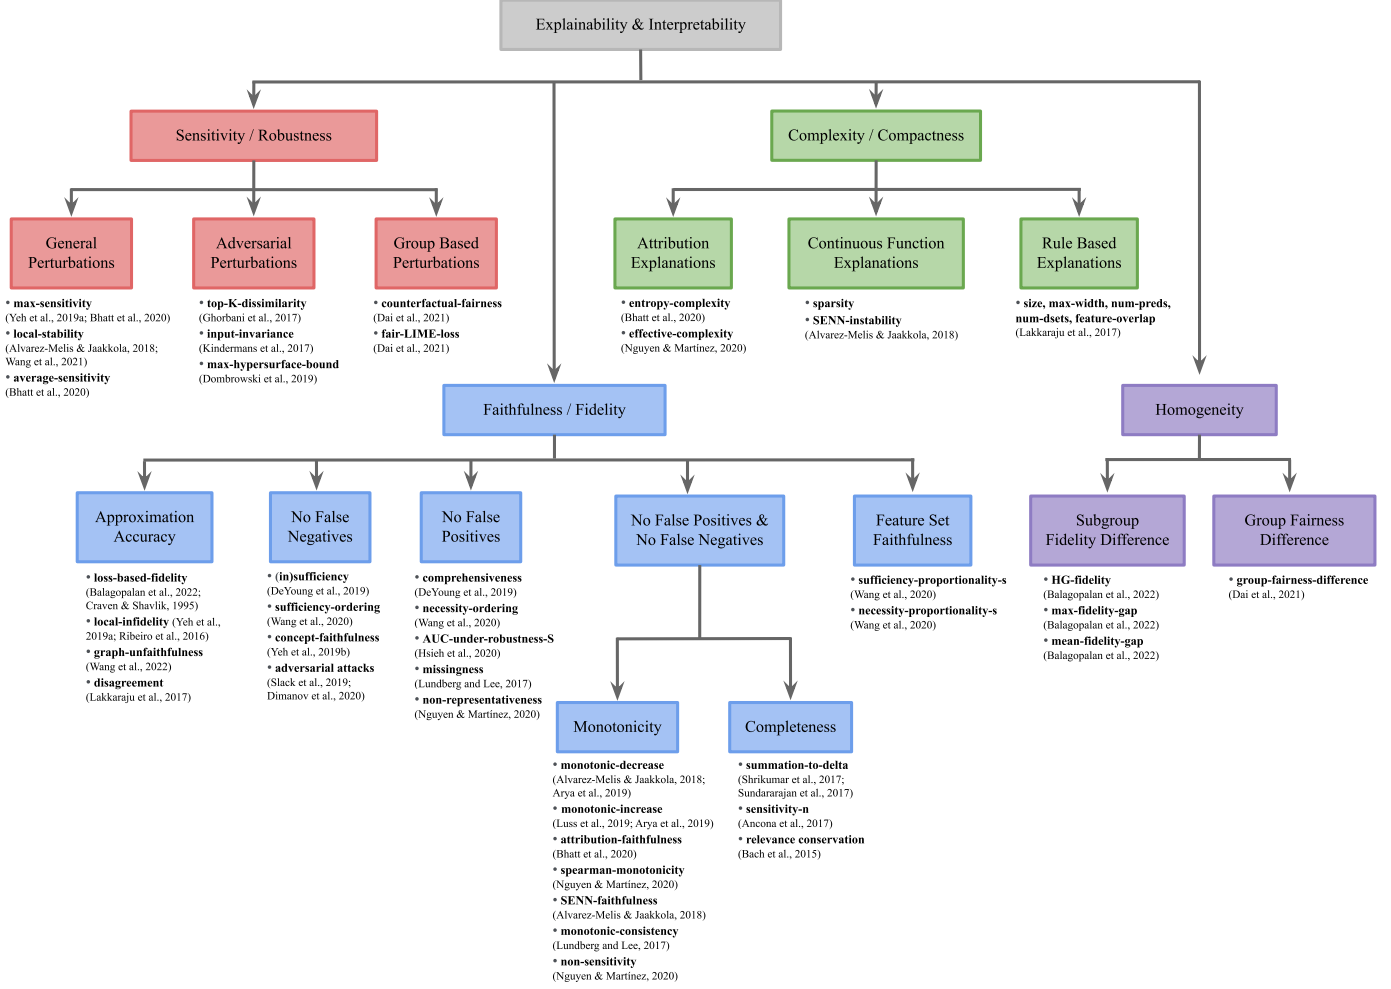 Explainability & Interpretability
Sensitivity / Robustness
Complexity / Compactness
General
Perturbations
Adversarial
Perturbations
Group Based
Perturbations
Attribution
Explanations
Continuous Function
Explanations
Rule Based
Explanations
• max-sensitivity
(Yeh et al., 2019a; Bhatt et al., 2020)
• local-stability
(Alvarez-Melis & Jaakkola, 2018;
Wang et al., 2021)
• average-sensitivity
(Bhatt et al., 2020)
• top-K-dissimilarity
(Ghorbani et al., 2017)
• input-invariance
(Kindermans et al., 2017)
• max-hypersurface-bound
(Dombrowski et al., 2019)
• counterfactual-fairness
(Dai et al., 2021)
• fair-LIME-loss
(Dai et al., 2021)
• entropy-complexity
(Bhatt et al., 2020)
• effective-complexity
(Nguyen & Martínez, 2020)
• sparsity
• SENN-instability
(Alvarez-Melis & Jaakkola, 2018)
• size, max-width, num-preds,
num-dsets, feature-overlap
(Lakkaraju et al., 2017)
Faithfulness / Fidelity
Homogeneity
Approximation
Accuracy
No False
Negatives
No False
Positives
No False Positives &
No False Negatives
Feature Set
Faithfulness
Subgroup
Fidelity Difference
Group Fairness
Difference
• loss-based-fidelity
(Balagopalan et al., 2022;
Craven & Shavlik, 1995)
• local-infidelity (Yeh et al.,
2019a; Ribeiro et al., 2016)
• graph-unfaithfulness
(Wang et al., 2022)
• disagreement
(Lakkaraju et al., 2017)
• (in)sufficiency
(DeYoung et al., 2019)
• sufficiency-ordering
(Wang et al., 2020)
• concept-faithfulness
(Yeh et al., 2019b)
• adversarial attacks
(Slack et al., 2019;
Dimanov et al., 2020)
• comprehensiveness
(DeYoung et al., 2019)
• necessity-ordering
(Wang et al., 2020)
• AUC-under-robustness-S
(Hsieh et al., 2020)
• missingness
(Lundberg and Lee, 2017)
• non-representativeness
(Nguyen & Martínez, 2020)
• sufficiency-proportionality-s
(Wang et al., 2020)
• necessity-proportionality-s
(Wang et al., 2020)
• HG-fidelity
(Balagopalan et al., 2022)
• max-fidelity-gap
(Balagopalan et al., 2022)
• mean-fidelity-gap
(Balagopalan et al., 2022)
• group-fairness-difference
(Dai et al., 2021)
Monotonicity
Completeness
• monotonic-decrease
(Alvarez-Melis & Jaakkola, 2018;
Arya et al., 2019)
• monotonic-increase
(Luss et al., 2019; Arya et al., 2019)
• attribution-faithfulness
(Bhatt et al., 2020)
• spearman-monotonicity
(Nguyen & Martínez, 2020)
• SENN-faithfulness
(Alvarez-Melis & Jaakkola, 2018)
• monotonic-consistency
(Lundberg and Lee, 2017)
• non-sensitivity
(Nguyen & Martínez, 2020)
• summation-to-delta
(Shrikumar et al., 2017;
Sundararajan et al., 2017)
• sensitivity-n
(Ancona et al., 2017)
• relevance conservation
(Bach et al., 2015)